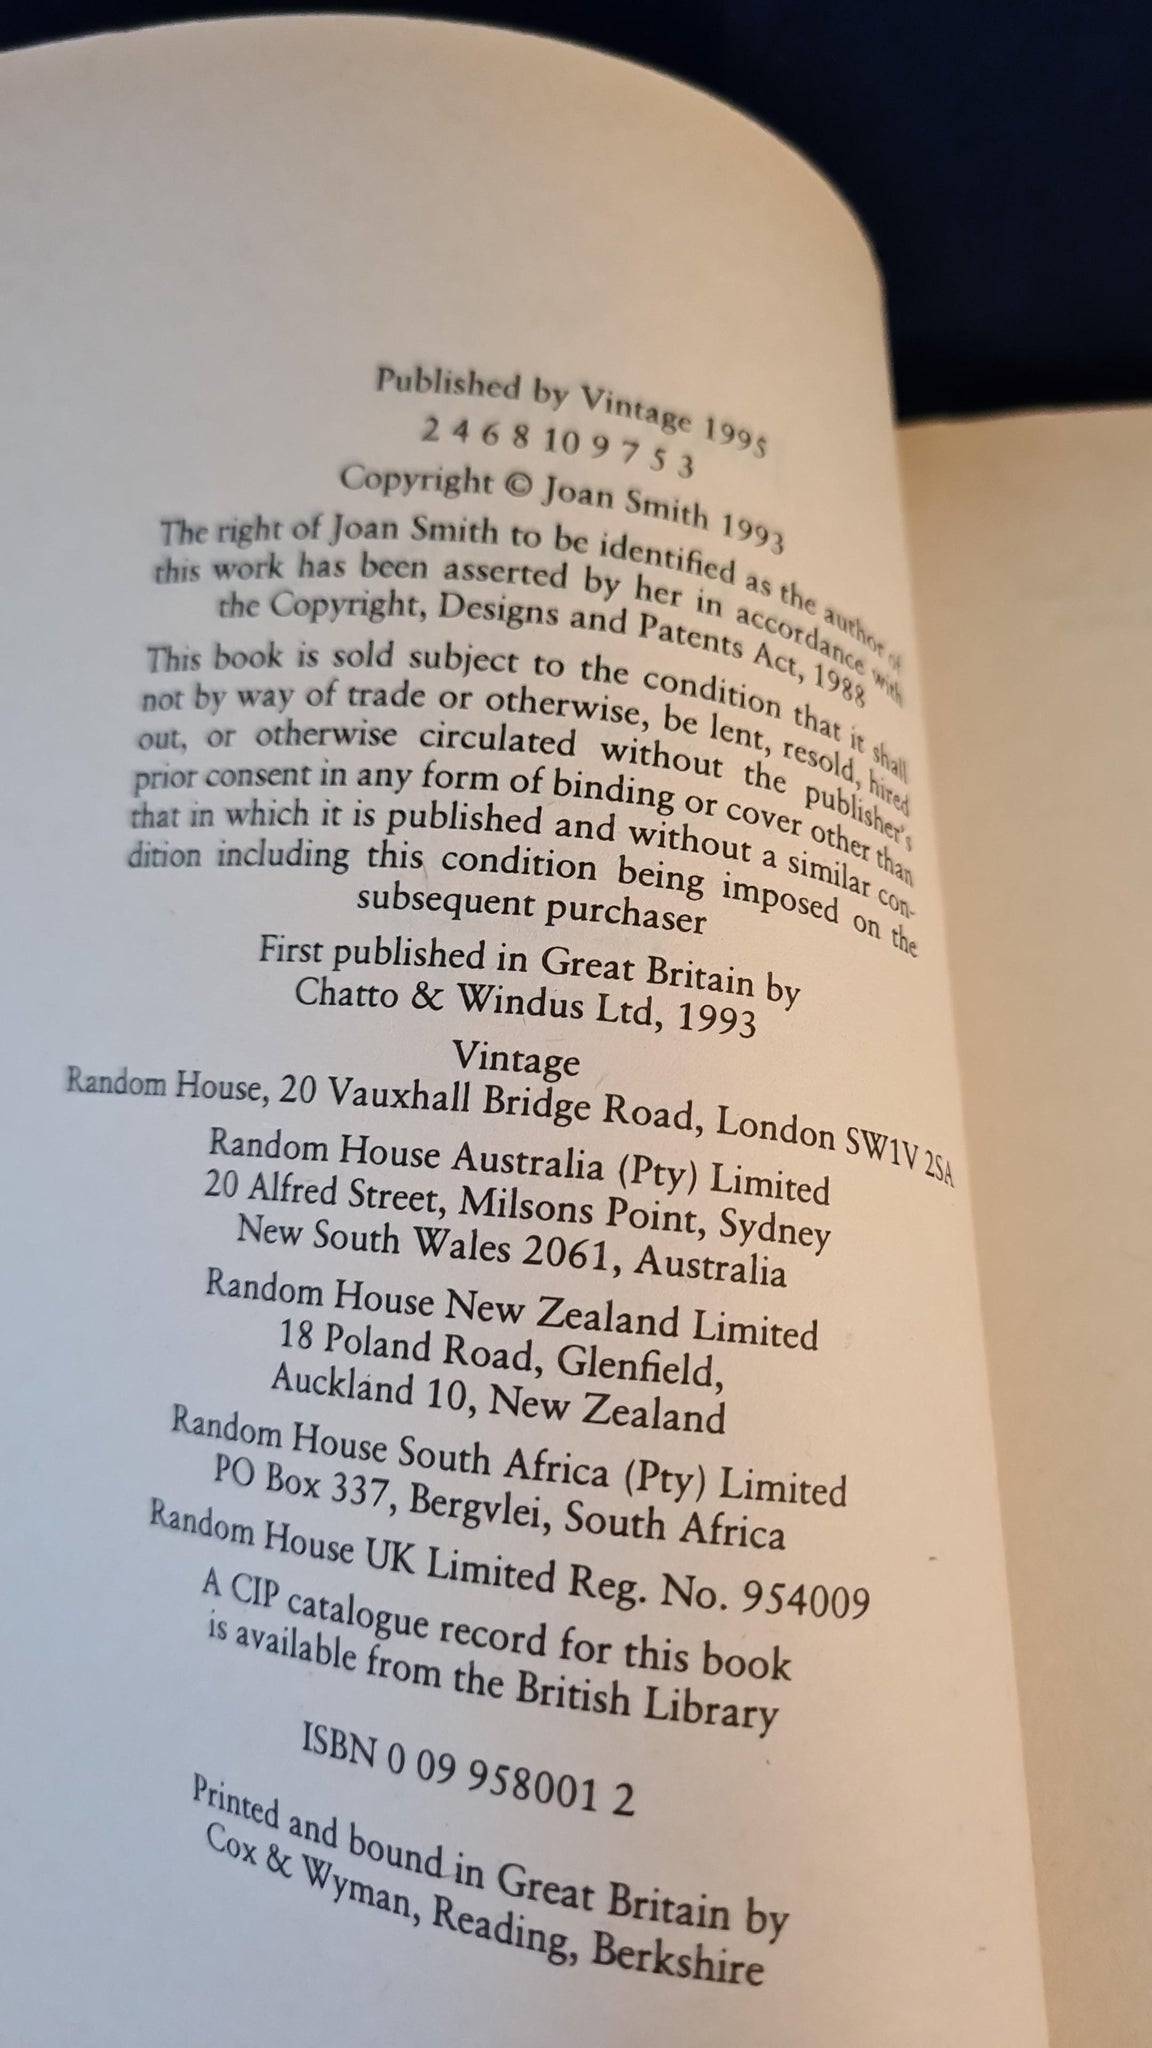 Published by Vintage 1995
2 4 6 8 10 9 7 5 3
Copyright © Joan Smith 1993
The right of Joan Smith to be identified as the author of
this work has been asserted by her in accordance with
the Copyright, Designs and Patents Act, 1988
This book is sold subject to the condition that it shall
not by way of trade or otherwise, be lent, resold, hired
out, or otherwise circulated without the publisher's
prior consent in any form of binding or cover other than
that in which it is published and without a similar con-
dition including this condition being imposed on the
subsequent purchaser
First published in Great Britain by
Chatto & Windus Ltd, 1993
Vintage
Random House, 20 Vauxhall Bridge Road, London SW1V 2SA
Random House Australia (Pty) Limited
20 Alfred Street, Milsons Point, Sydney
New South Wales 2061, Australia
Random House New Zealand Limited
18 Poland Road, Glenfield,
Auckland 10, New Zealand
Random House South Africa (Pty) Limited
PO Box 337, Bergvlei, South Africa
Random House UK Limited Reg. No. 954009
A CIP catalogue record for this book
is available from the British Library
ISBN 0 09 958001 2
Printed and bound in Great Britain by
Cox & Wyman, Reading, Berkshire